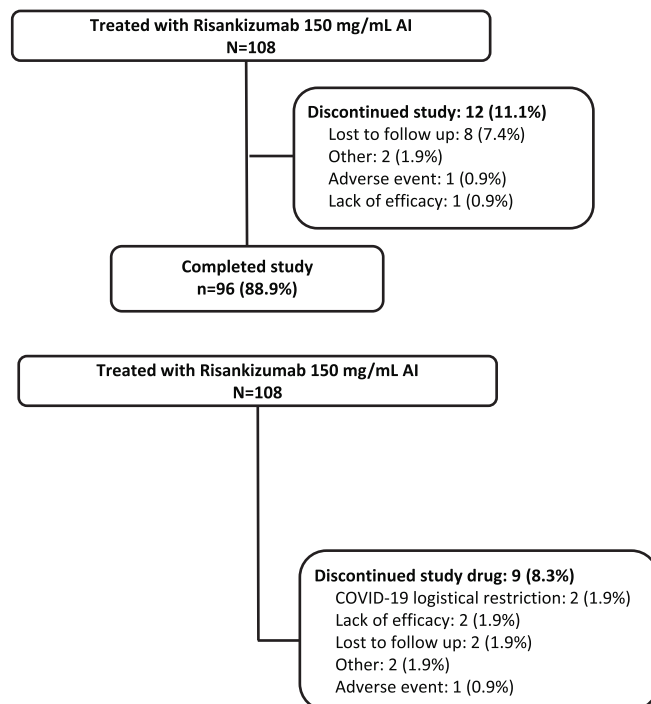 Treated with Risankizumab 150 mg/mL AI
N=108
Discontinued study: 12 (11.1%)
Lost to follow up: 8 (7.4%)
Other: 2 (1.9%)
Adverse event: 1 (0.9%)
Lack of efficacy: 1 (0.9%)
Completed study
n=96 (88.9%)
Treated with Risankizumab 150 mg/mL AI
N=108
Discontinued study drug: 9 (8.3%)
COVID-19 logistical restriction: 2 (1.9%)
Lack of efficacy: 2 (1.9%)
Lost to follow up: 2 (1.9%)
Other: 2 (1.9%)
Adverse event: 1 (0.9%)